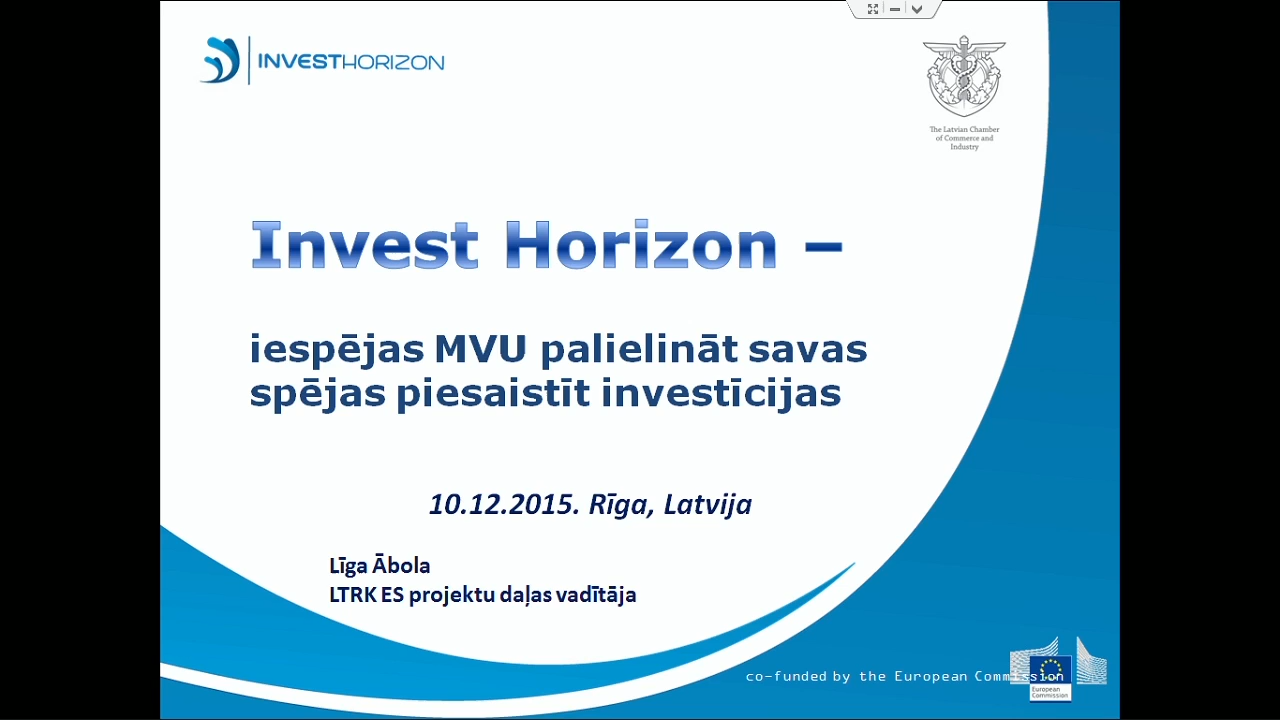 INVESTHORIZON
The Latvian Chamber
of Commerce and
Industry
Invest Horizon –
iespējas MVU palielināt savas
spējas piesaistīt investīcijas
10.12.2015. Rīga, Latvija
Līga Ābola
LTRK ES projektu daļas vadītāja
co-funded by the European Commission
European
Commission